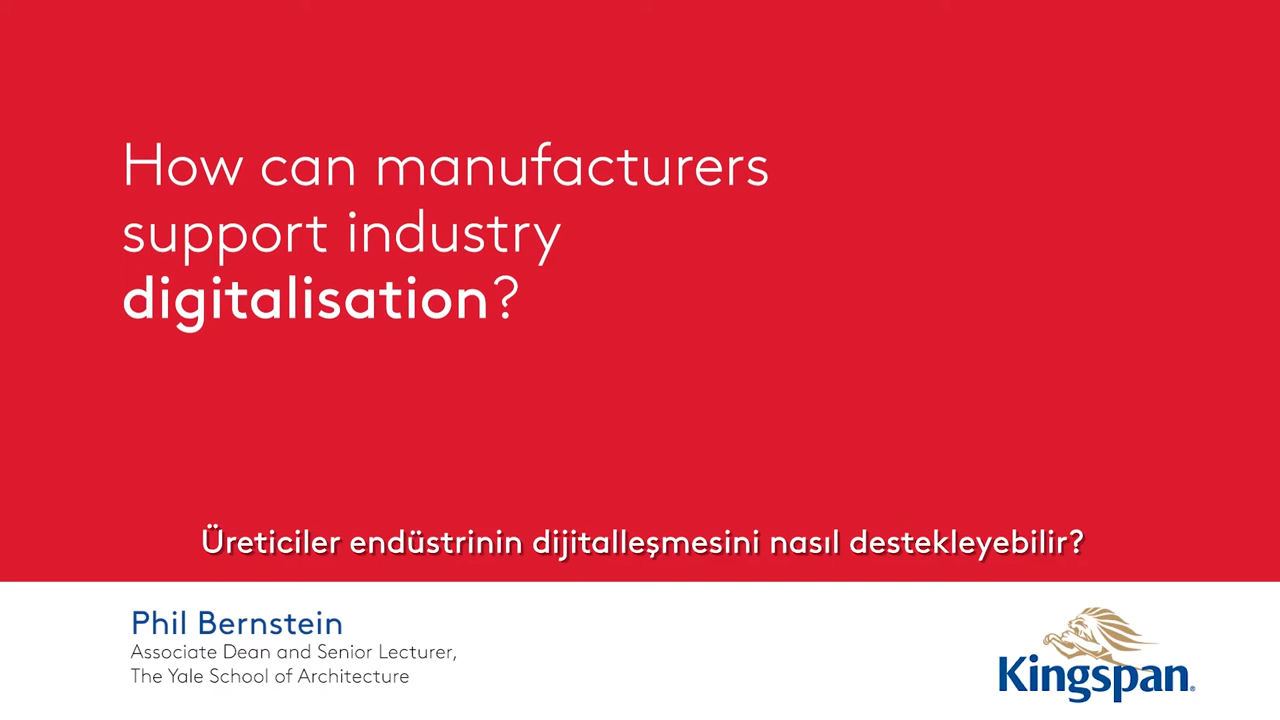 How can manufacturers
support industry
digitalisation?
Üreticiler endüstrinin dijitalleşmesini nasıl destekleyebilir?
Phil Bernstein
Associate Dean and Senior Lecturer,
The Yale School of Architecture
Kingspan®